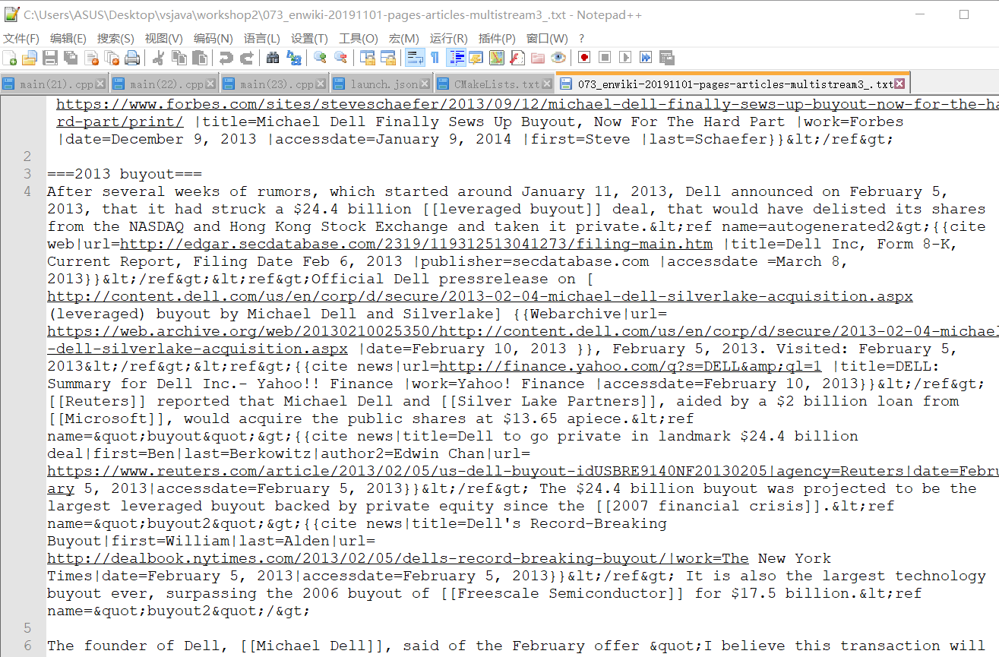 C:\Users\ASUS\Desktop\vsjava\workshop2\073_enwiki-20191101-pages-articles-multistream3_.txt - Notepad++
文件(F) 编辑(E) 搜索(S) 视图(V) 编码(N) 语言(L) 设置(T) 工具(O) 宏(M) 运行(R) 插件(P) 窗口(W) ?
main(21).cpp main(22).cpp main(23).cpp launch.json CMakeLists.txt 073_enwiki-20191101-pages-articles-multistream3_.txt
https://www.forbes.com/sites/steveschaefer/2013/09/12/michael-dell-finally-sews-up-buyout-now-for-the-ha
rd-part/print/ |title=Michael Dell Finally Sews Up Buyout, Now For The Hard Part |work=Forbes
|date=December 9, 2013 |accessdate=January 9, 2014 |first=Steve |last=Schaefer}}&lt;/ref&gt;
2
3 ===2013 buyout===
4 After several weeks of rumors, which started around January 11, 2013, Dell announced on February 5,
2013, that it had struck a $24.4 billion [[leveraged buyout]] deal, that would have delisted its shares
from the NASDAQ and Hong Kong Stock Exchange and taken it private.&lt;ref name=autogenerated2&gt;{{cite
web|url=http://edgar.secdatabase.com/2319/119312513041273/filing-main.htm |title=Dell Inc, Form 8-K,
Current Report, Filing Date Feb 6, 2013 |publisher=secdatabase.com |accessdate =March 8,
2013}}&lt;/ref&gt;&lt;ref&gt;Official Dell pressrelease on [
http://content.dell.com/us/en/corp/d/secure/2013-02-04-michael-dell-silverlake-acquisition.aspx
(leveraged) buyout by Michael Dell and Silverlake] {{Webarchive|url=
https://web.archive.org/web/20130210025350/http://content.dell.com/us/en/corp/d/secure/2013-02-04-michael
-dell-silverlake-acquisition.aspx |date=February 10, 2013 }}, February 5, 2013. Visited: February 5,
2013&lt;/ref&gt;&lt;ref&gt;{{cite news|url=http://finance.yahoo.com/q?s=DELL&amp;ql=1 |title=DELL:
Summary for Dell Inc.- Yahoo!! Finance |work=Yahoo! Finance |accessdate=February 10, 2013}}&lt;/ref&gt;
[[Reuters]] reported that Michael Dell and [[Silver Lake Partners]], aided by a $2 billion loan from
[[Microsoft]], would acquire the public shares at $13.65 apiece.&lt;ref
name=&quot;buyout&quot;&gt;{{cite news|title=Dell to go private in landmark $24.4 billion
deal|first=Ben|last=Berkowitz|author2=Edwin Chan|url=
https://www.reuters.com/article/2013/02/05/us-dell-buyout-idUSBRE9140NF20130205|agency=Reuters|date=Febru
ary 5, 2013|accessdate=February 5, 2013}}&lt;/ref&gt; The $24.4 billion buyout was projected to be the
largest leveraged buyout backed by private equity since the [[2007 financial crisis]].&lt;ref
name=&quot;buyout2&quot;&gt;{{cite news|title=Dell's Record-Breaking
Buyout|first=William|last=Alden|url=
http://dealbook.nytimes.com/2013/02/05/dells-record-breaking-buyout/|work=The New York
Times|date=February 5, 2013|accessdate=February 5, 2013}}&lt;/ref&gt; It is also the largest technology
buyout ever, surpassing the 2006 buyout of [[Freescale Semiconductor]] for $17.5 billion.&lt;ref
name=&quot;buyout2&quot;/&gt;
5
6 The founder of Dell, [[Michael Dell]], said of the February offer &quot;I believe this transaction will